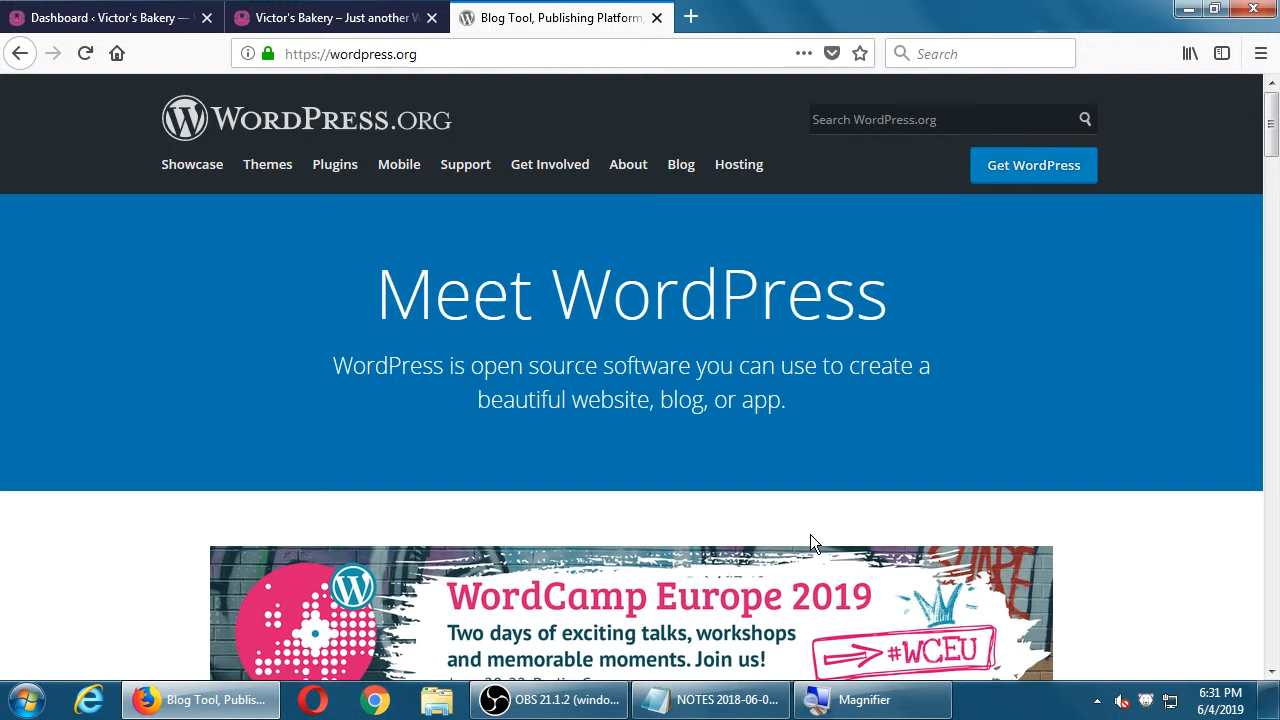 Dashboard ‹ Victor's Bakery —
Victor's Bakery – Just another W
Blog Tool, Publishing Platform,
https://wordpress.org
Search
WORDPRESS.ORG
Search WordPress.org
Showcase Themes Plugins Mobile Support Get Involved About Blog Hosting
Get WordPress
Meet WordPress
WordPress is open source software you can use to create a
beautiful website, blog, or app.
WordCamp Europe 2019
Two days of exciting talks, workshops
and memorable moments. Join us!
#WCEU
Blog Tool, Publis...
OBS 21.1.2 (windo...
NOTES 2018-06-0...
Magnifier
6:31 PM
6/4/2019